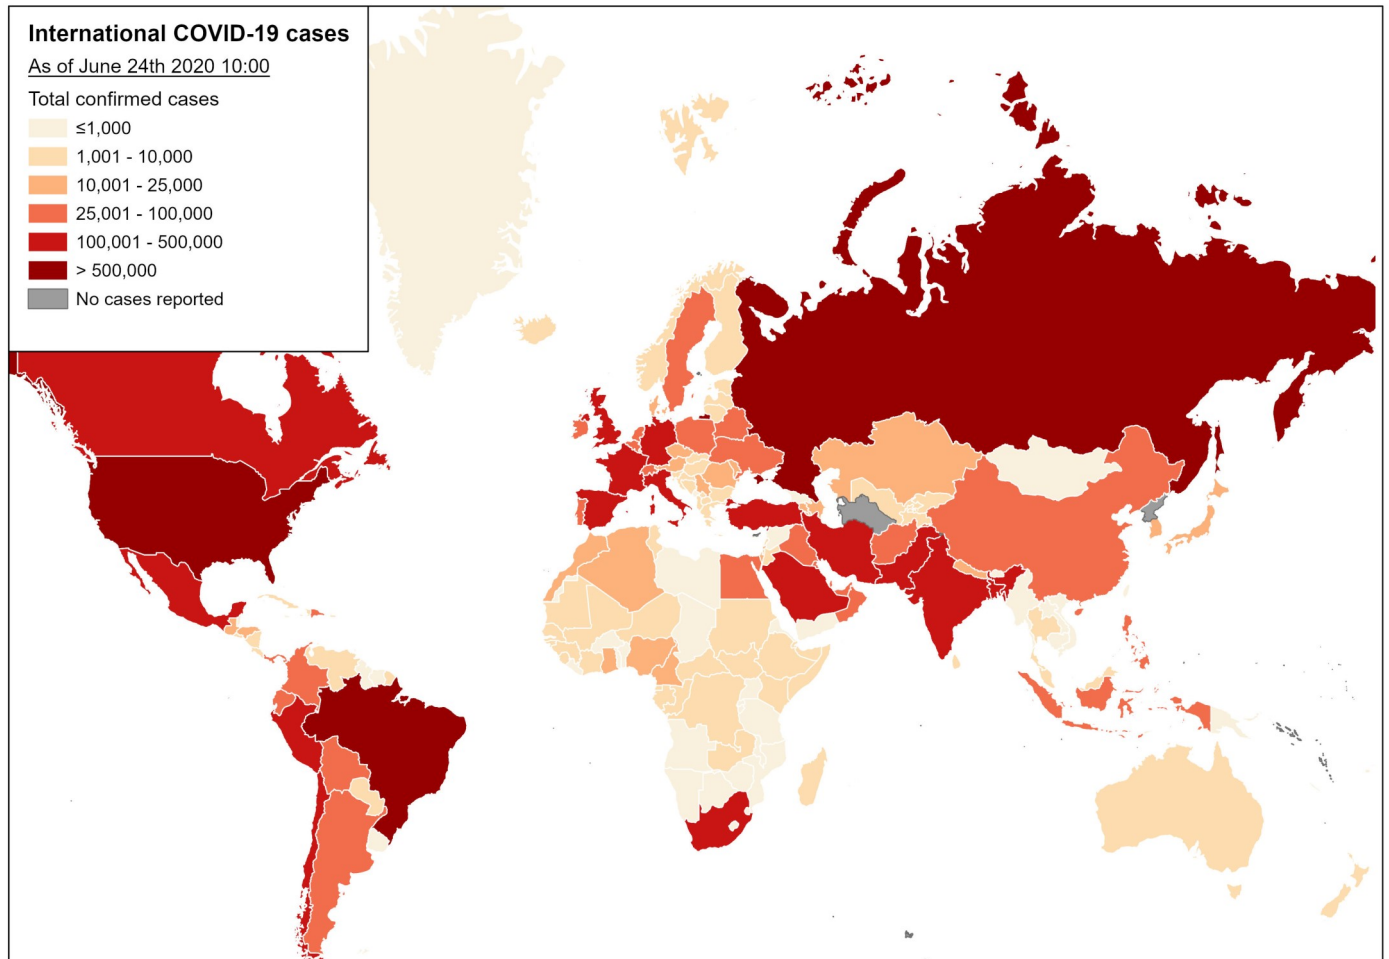 International COVID-19 cases
As of June 24th 2020 10:00
Total confirmed cases
≤1,000
1,001 - 10,000
10,001 - 25,000
25,001 - 100,000
100,001 - 500,000
> 500,000
No cases reported